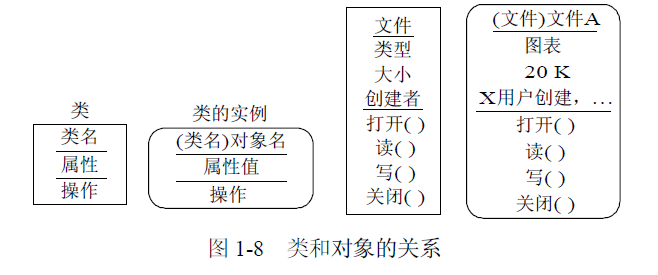 类
类名
属性
操作
类的实例
(类名)对象名
属性值
操作
文件
类型
大小
创建者
打开( )
读( )
写( )
关闭( )
(文件)文件A
图表
20 K
X用户创建，…
打开( )
读( )
写( )
关闭( )
图 1-8 类和对象的关系